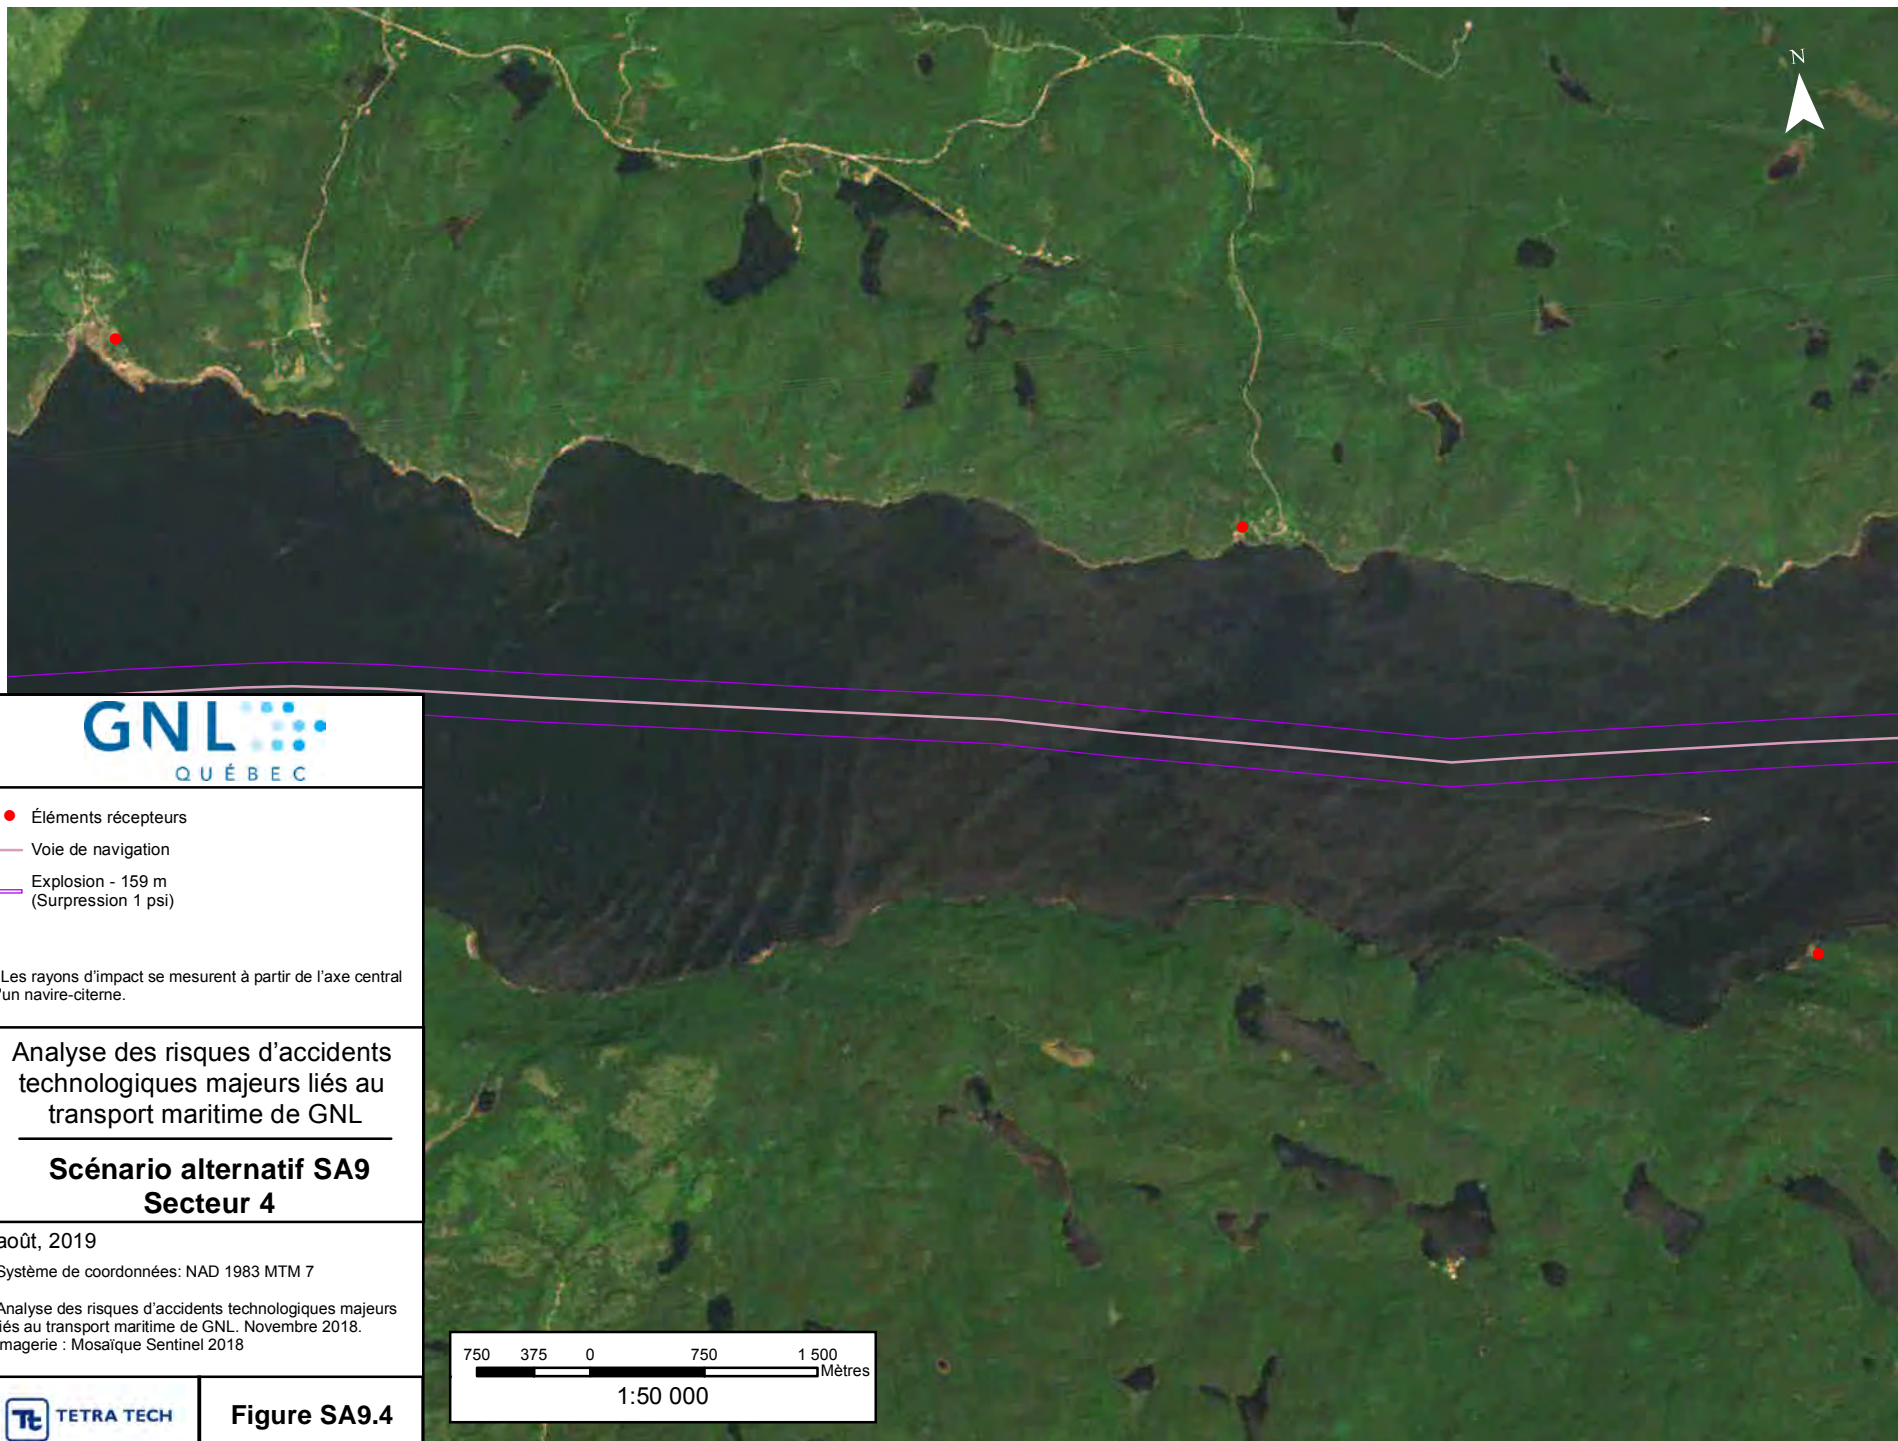 N
GNL
QUÉBEC
Éléments récepteurs
Voie de navigation
Explosion - 159 m
(Surpression 1 psi)
Les rayons d'impact se mesurent à partir de l'axe central
'un navire-citerne.
Analyse des risques d'accidents
technologiques majeurs liés au
transport maritime de GNL
Scénario alternatif SA9
Secteur 4
août, 2019
Système de coordonnées: NAD 1983 MTM 7
Analyse des risques d'accidents technologiques majeurs
iés au transport maritime de GNL. Novembre 2018.
magerie : Mosaïque Sentinel 2018
750 375 0 750 1 500
Mètres
1:50 000
Tt TETRA TECH
Figure SA9.4